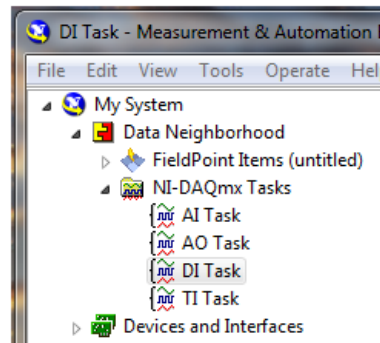 DI Task - Measurement & Automation
File Edit View Tools Operate Hel
My System
Data Neighborhood
FieldPoint Items (untitled)
NI-DAQmx Tasks
AI Task
AO Task
DI Task
TI Task
Devices and Interfaces